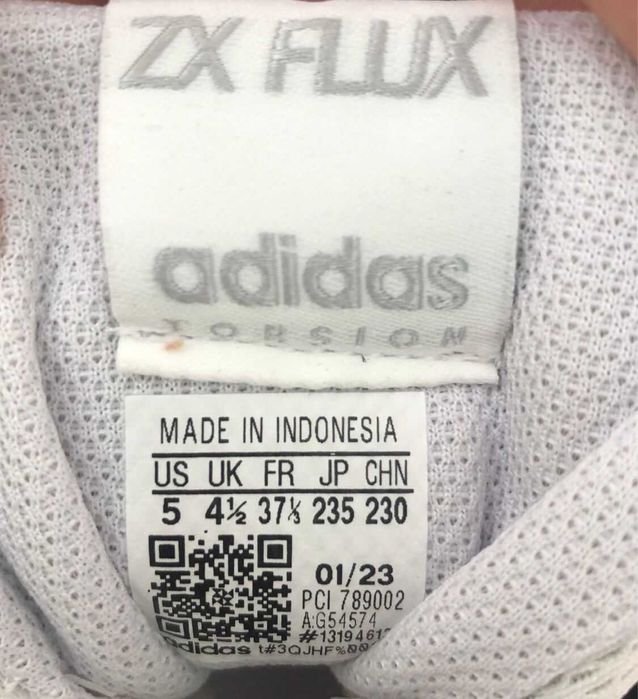 ZX FLUX
adidas
TORSION
MADE IN INDONESIA
US UK FR JP CHN
5 4½ 37⅓ 235 230
01/23
PCI 789002
A:G54574
adidas